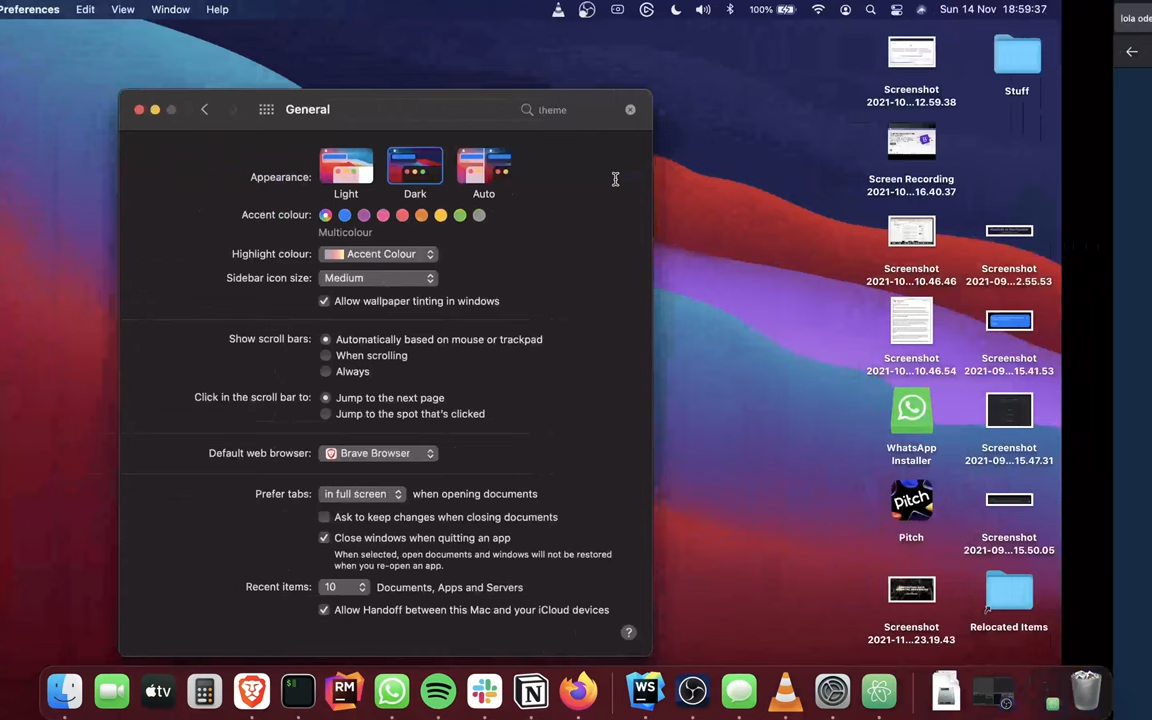 Preferences Edit View Window Help
100% Sun 14 Nov 18:59:37
General
theme
Appearance:
Light Dark Auto
Accent colour:
Multicolour
Highlight colour: Accent Colour
Sidebar icon size: Medium
Allow wallpaper tinting in windows
Show scroll bars: Automatically based on mouse or trackpad
When scrolling
Always
Click in the scroll bar to: Jump to the next page
Jump to the spot that's clicked
Default web browser: Brave Browser
Prefer tabs: in full screen when opening documents
Ask to keep changes when closing documents
Close windows when quitting an app
When selected, open documents and windows will not be restored
when you re-open an app.
Recent items: 10 Documents, Apps and Servers
Allow Handoff between this Mac and your iCloud devices
?
Screenshot
2021-10...12.59.38
Stuff
Screen Recording
2021-10...16.40.37
Screenshot
2021-10...10.46.46
Screenshot
2021-09...2.55.53
Screenshot
2021-10...10.46.54
Screenshot
2021-09...15.41.53
WhatsApp
Installer
Screenshot
2021-09...15.47.31
Pitch
Pitch
Screenshot
2021-09...15.50.05
Screenshot
2021-11...23.19.43
Relocated Items
lola ode
tv
$
RM
WS